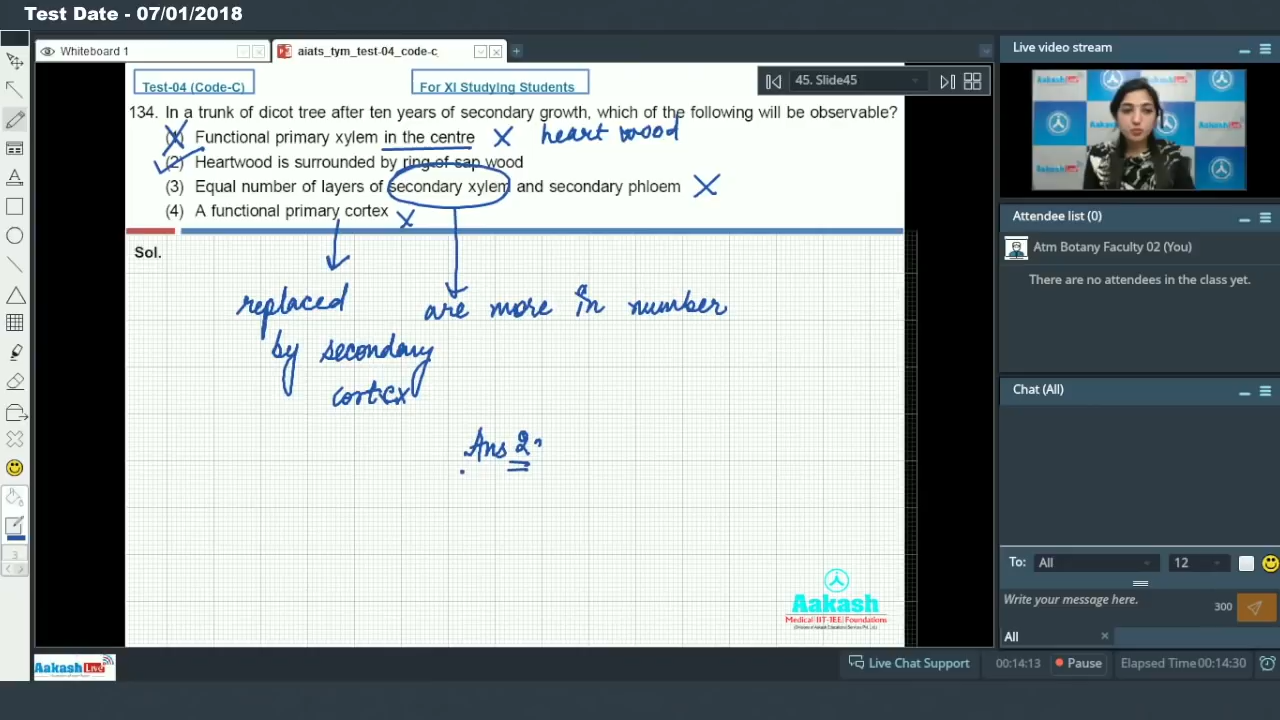 Test Date - 07/01/2018
Whiteboard 1
aiats_tym_test-04_code-c
Live video stream
Test-04 (Code-C)
For XI Studying Students
45. Slide45
134. In a trunk of dicot tree after ten years of secondary growth, which of the following will be observable?
(1) Functional primary xylem in the centre X heart wood
(2) Heartwood is surrounded by ring of sap wood
(3) Equal number of layers of secondary xylem and secondary phloem X
(4) A functional primary cortex X
Sol.
replaced
by secondary
cortex
are more in number
Ans 2
Aakash
Medical|IIT-JEE|Foundations
Attendee list (0)
Atm Botany Faculty 02 (You)
There are no attendees in the class yet.
Chat (All)
To: All 12
Write your message here.
300
All
3
Aakash Live
Live Chat Support
00:14:13
Pause
Elapsed Time 00:14:30